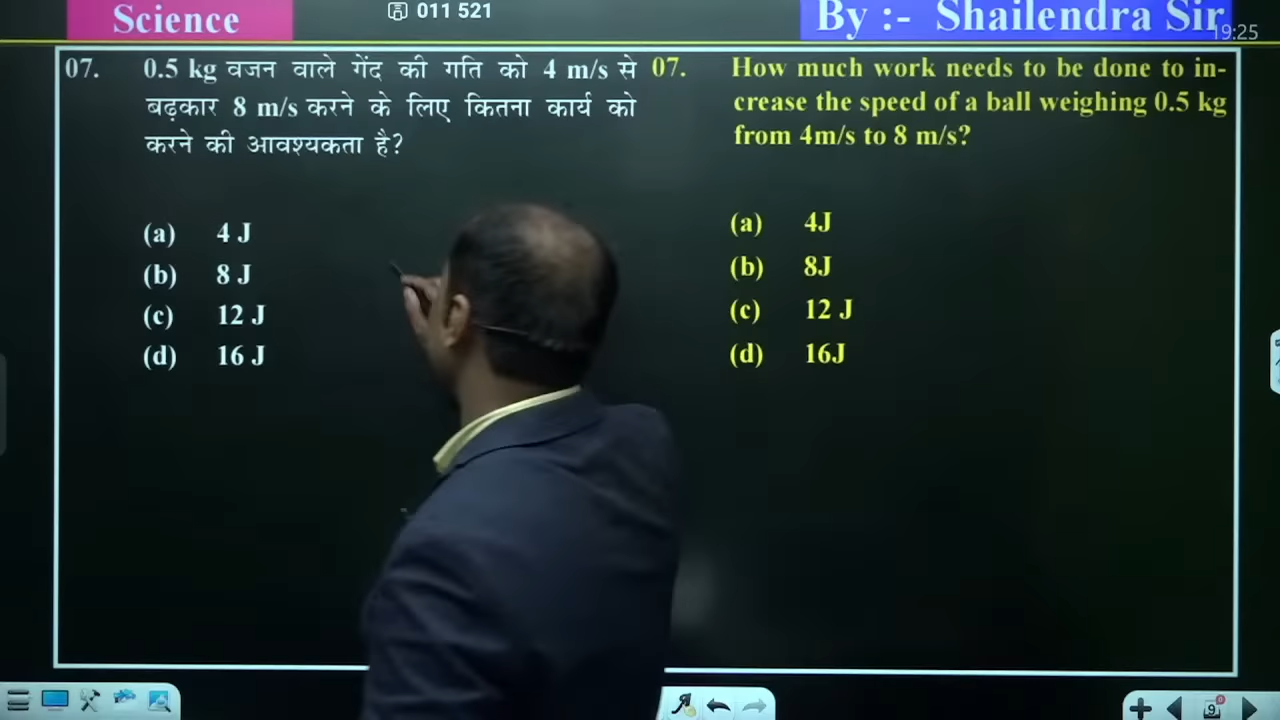 Science
011 521
By :- Shailendra Sir
19:25
07. 0.5 kg वजन वाले गेंद की गति को 4 m/s से
बढ़कार 8 m/s करने के लिए कितना कार्य को
करने की आवश्यकता है?
(a) 4 J
(b) 8 J
(c) 12 J
(d) 16 J
07. How much work needs to be done to in-
crease the speed of a ball weighing 0.5 kg
from 4m/s to 8 m/s?
(a) 4J
(b) 8J
(c) 12 J
(d) 16J
9